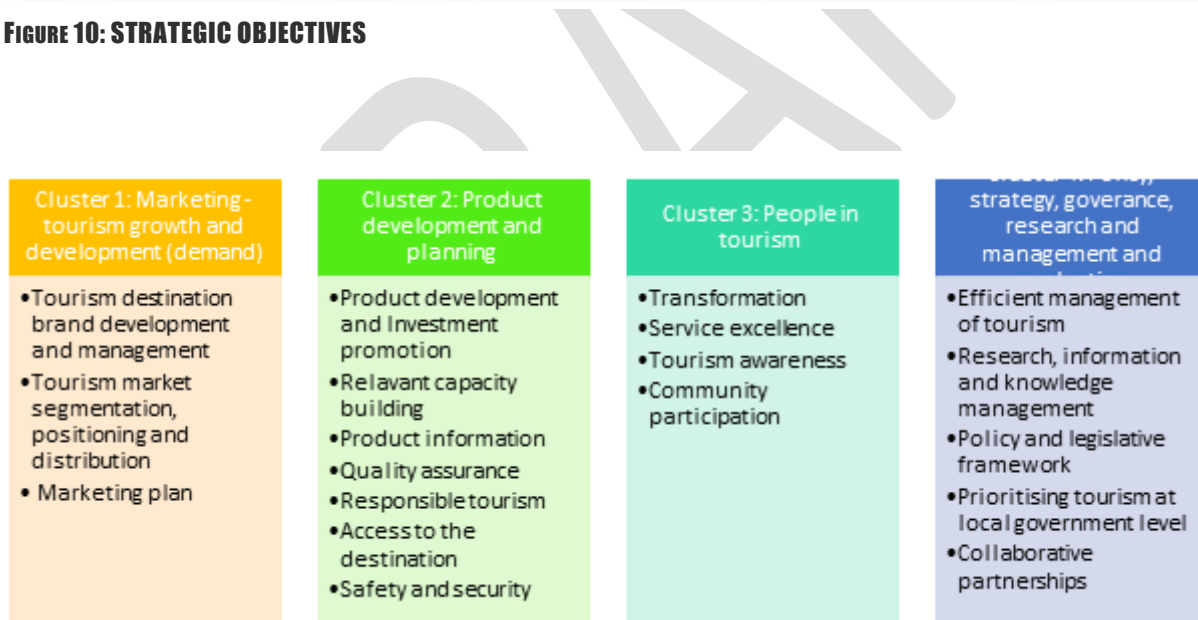 FIGURE 10: STRATEGIC OBJECTIVES
Cluster 1: Marketing -
tourism growth and
development (demand)
•Tourism destination
brand development
and management
•Tourism market
segmentation,
positioning and
distribution
• Marketing plan
Cluster 2: Product
development and
planning
•Product development
and Investment
promotion
•Relavant capacity
building
•Product information
•Quality assurance
•Responsible tourism
•Access to the
destination
•Safety and security
Cluster 3: People in
tourism
•Transformation
•Service excellence
•Tourism awareness
•Community
participation
strategy, goverance,
research and
management and
•Efficient management
of tourism
•Research, information
and knowledge
management
•Policy and legislative
framework
•Prioritising tourism at
local government level
•Collaborative
partnerships